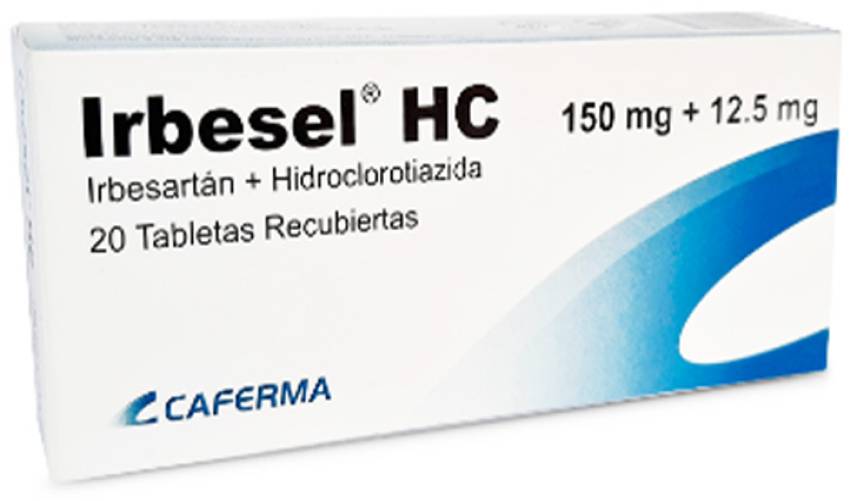 Irbesel® HC
150 mg + 12.5 mg
Irbesartán + Hidroclorotiazida
20 Tabletas Recubiertas
CAFERMA